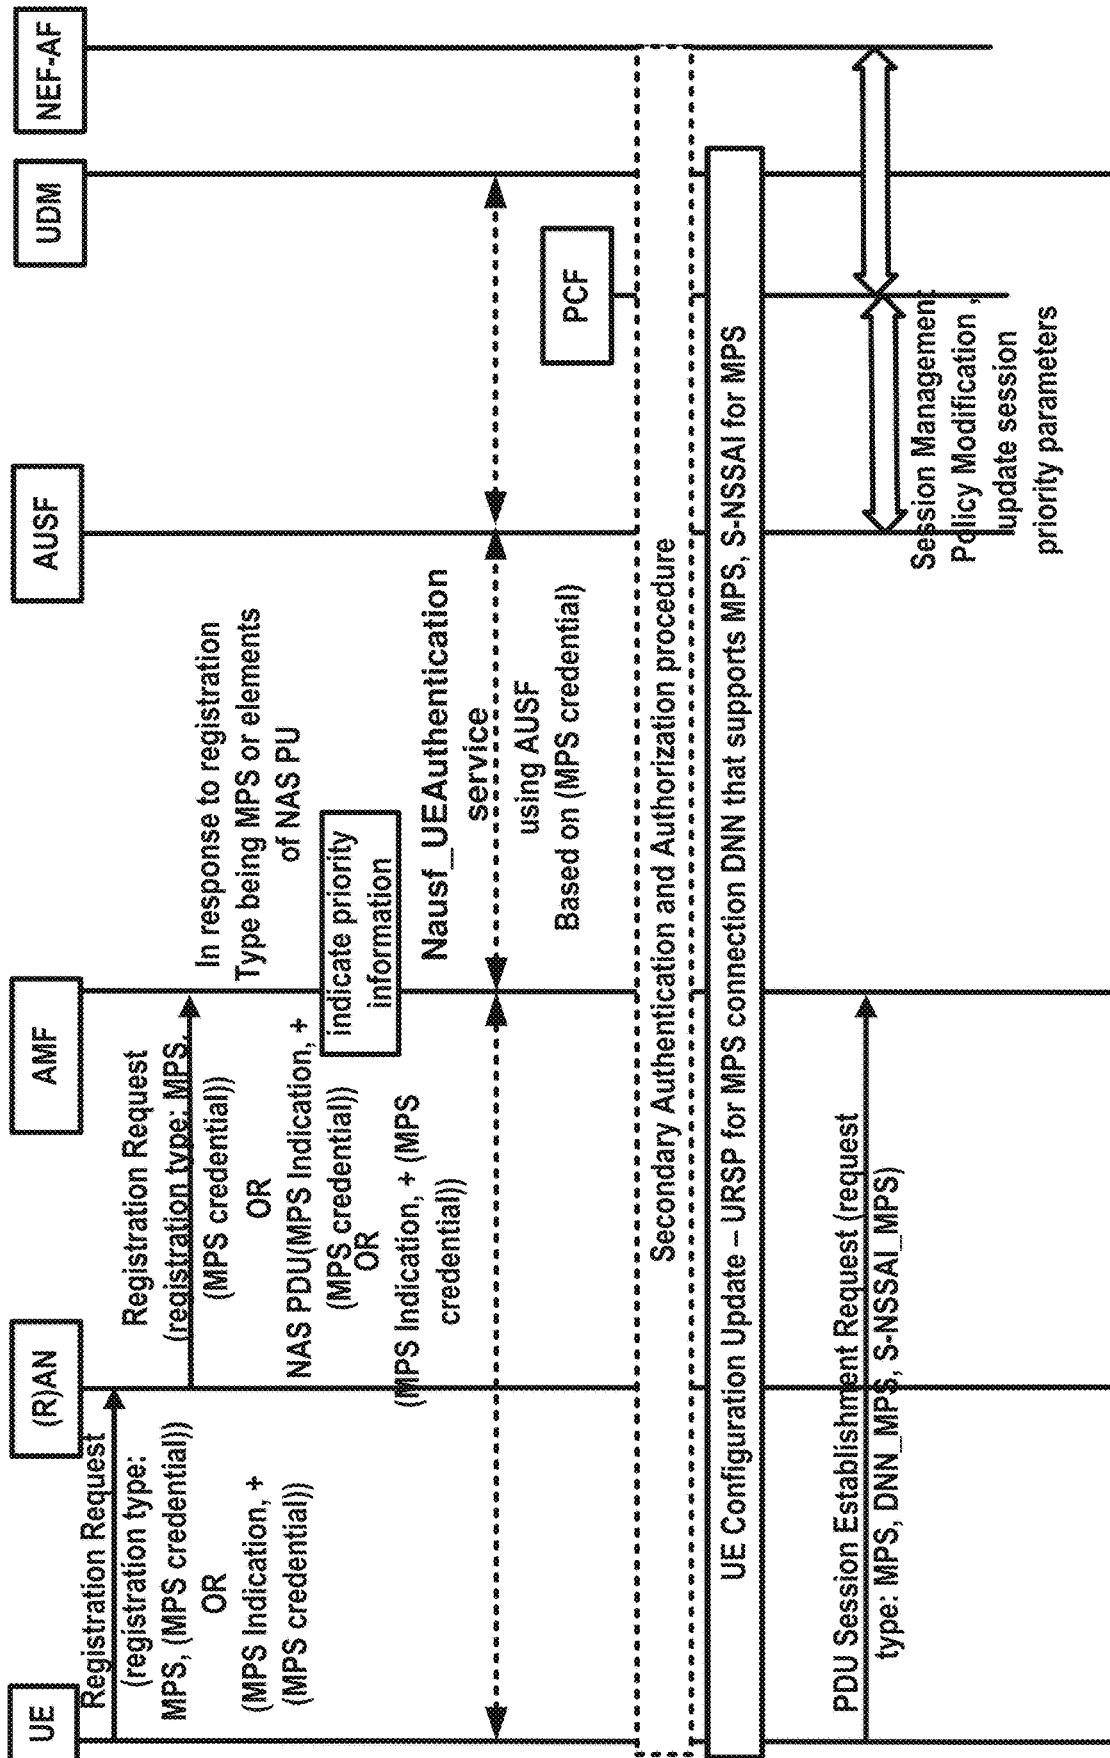 UE
(R)AN
AMF
AUSF
UDM
NEF-AF
Registration Request
(registration type:
MPS, (MPS credential))
OR
(MPS Indication, +
(MPS credential))
Registration Request
(registration type: MPS,
(MPS credential))
OR
NAS PDU(MPS Indication, +
(MPS credential))
OR
(MPS Indication, + (MPS
credential))
In response to registration
Type being MPS or elements
of NAS PU
indicate priority
information
Nausf_UEAuthentication
service
using AUSF
Based on (MPS credential)
PCF
Secondary Authentication and Authorization procedure
UE Configuration Update – URSP for MPS connection DNN that supports MPS, S-NSSAI for MPS
PDU Session Establishment Request (request
type: MPS, DNN_MPS, S-NSSAI_MPS)
Session Management
Policy Modification ,
update session
priority parameters